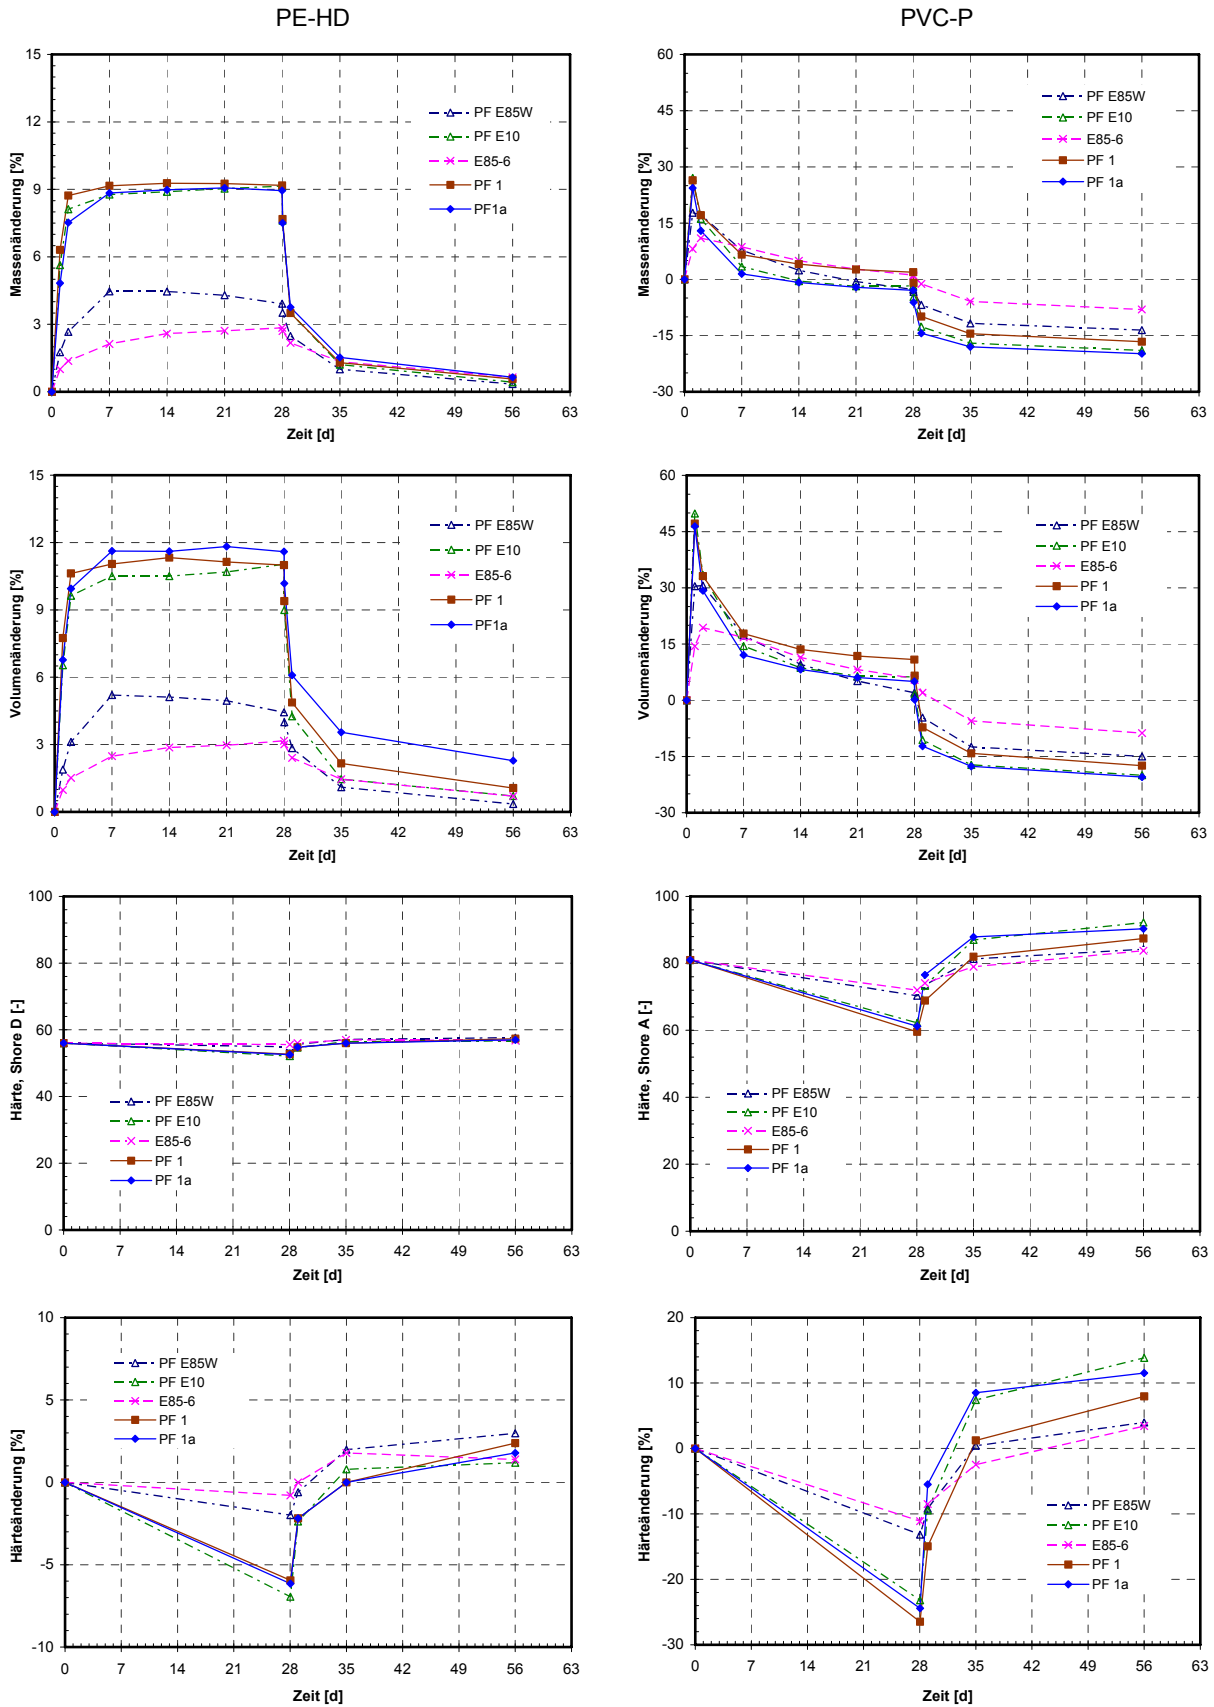 PE-HD
PVC-P
15
12
9
6
3
0
Massenänderung [%]
PF E85W
PF E10
E85-6
PF 1
PF1a
0 7 14 21 28 35 42 49 56 63
Zeit [d]
60
45
30
15
0
-15
-30
Massenänderung [%]
PF E85W
PF E10
E85-6
PF 1
PF 1a
0 7 14 21 28 35 42 49 56 63
Zeit [d]
15
12
9
6
3
0
Volumenänderung [%]
PF E85W
PF E10
E85-6
PF 1
PF1a
0 7 14 21 28 35 42 49 56 63
Zeit [d]
60
45
30
15
0
-15
-30
Volumenänderung [%]
PF E85W
PF E10
E85-6
PF 1
PF 1a
0 7 14 21 28 35 42 49 56 63
Zeit [d]
100
80
60
40
20
0
Härte, Shore D [-]
PF E85W
PF E10
E85-6
PF 1
PF 1a
0 7 14 21 28 35 42 49 56 63
Zeit [d]
100
80
60
40
20
0
Härte, Shore A [-]
PF E85W
PF E10
E85-6
PF 1
PF 1a
0 7 14 21 28 35 42 49 56 63
Zeit [d]
10
5
0
-5
-10
Härteänderung [%]
PF E85W
PF E10
E85-6
PF 1
PF 1a
0 7 14 21 28 35 42 49 56 63
Zeit [d]
20
10
0
-10
-20
-30
Härteänderung [%]
PF E85W
PF E10
E85-6
PF 1
PF 1a
0 7 14 21 28 35 42 49 56 63
Zeit [d]